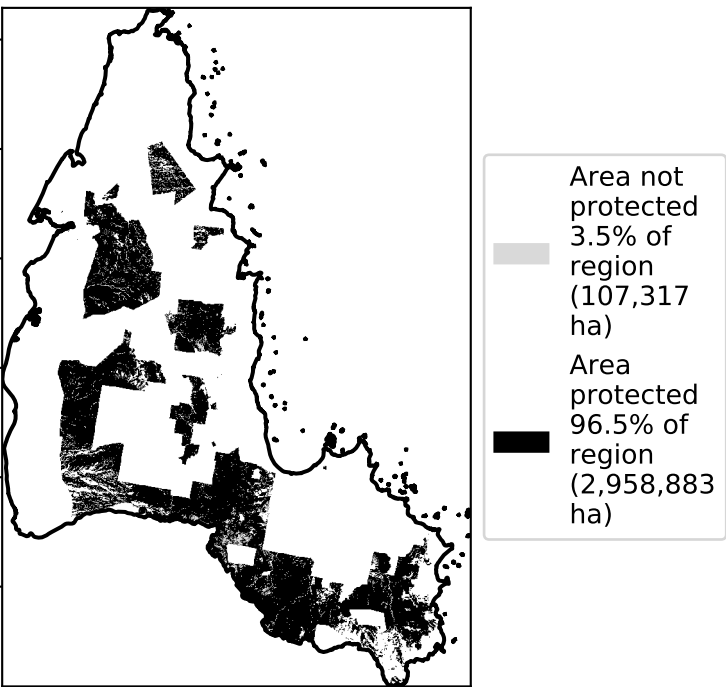 Area not
protected
3.5% of
region
(107,317
ha)
Area
protected
96.5% of
region
(2,958,883
ha)